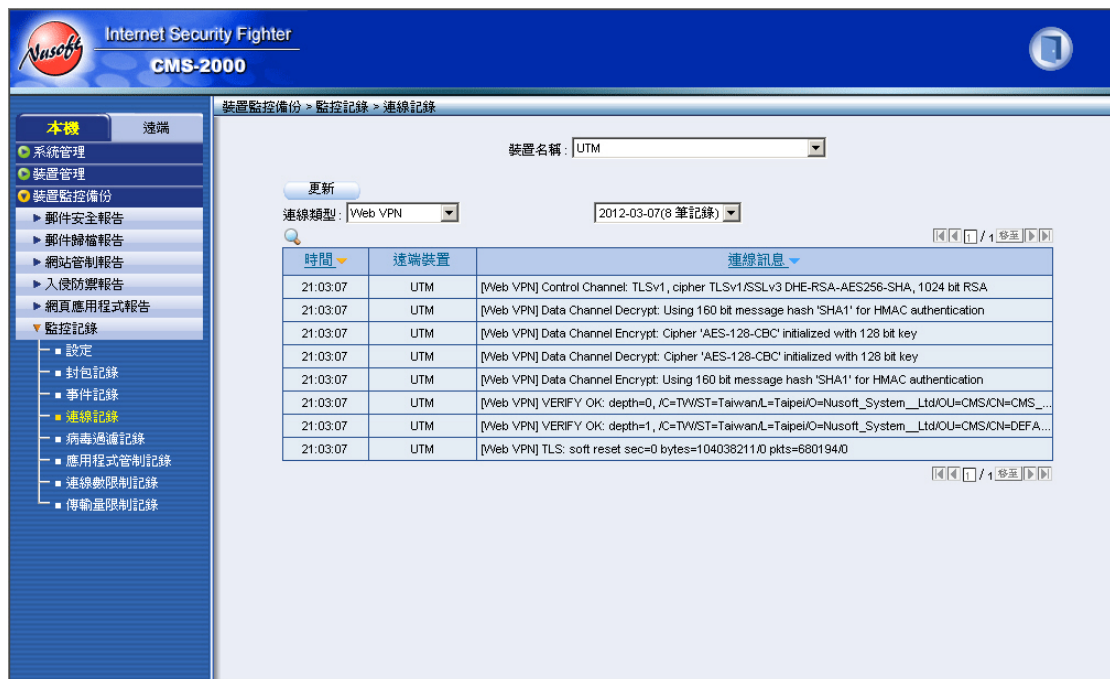 Nusoft
Internet Security Fighter
CMS-2000
裝置監控備份 > 監控記錄 > 連線記錄
本機 遠端
系統管理
裝置管理
裝置監控備份
郵件安全報告
郵件歸檔報告
網站管制報告
入侵防禦報告
網頁應用程式報告
監控記錄
設定
封包記錄
事件記錄
連線記錄
病毒過濾記錄
應用程式管制記錄
連線數限制記錄
傳輸量限制記錄
裝置名稱 : UTM
更新
連線類型 : Web VPN 2012-03-07(8 筆記錄)
1 / 1 移至
時間 遠端裝置 連線訊息
21:03:07 UTM [Web VPN] Control Channel: TLSv1, cipher TLSv1/SSLv3 DHE-RSA-AES256-SHA, 1024 bit RSA
21:03:07 UTM [Web VPN] Data Channel Decrypt: Using 160 bit message hash 'SHA1' for HMAC authentication
21:03:07 UTM [Web VPN] Data Channel Encrypt: Cipher 'AES-128-CBC' initialized with 128 bit key
21:03:07 UTM [Web VPN] Data Channel Decrypt: Cipher 'AES-128-CBC' initialized with 128 bit key
21:03:07 UTM [Web VPN] Data Channel Encrypt: Using 160 bit message hash 'SHA1' for HMAC authentication
21:03:07 UTM [Web VPN] VERIFY OK: depth=0, /C=TW/ST=Taiwan/L=Taipei/O=Nusoft_System__Ltd/OU=CMS/CN=CMS_...
21:03:07 UTM [Web VPN] VERIFY OK: depth=1, /C=TW/ST=Taiwan/L=Taipei/O=Nusoft_System__Ltd/OU=CMS/CN=DEFA...
21:03:07 UTM [Web VPN] TLS: soft reset sec=0 bytes=104038211/0 pkts=680194/0
1 / 1 移至